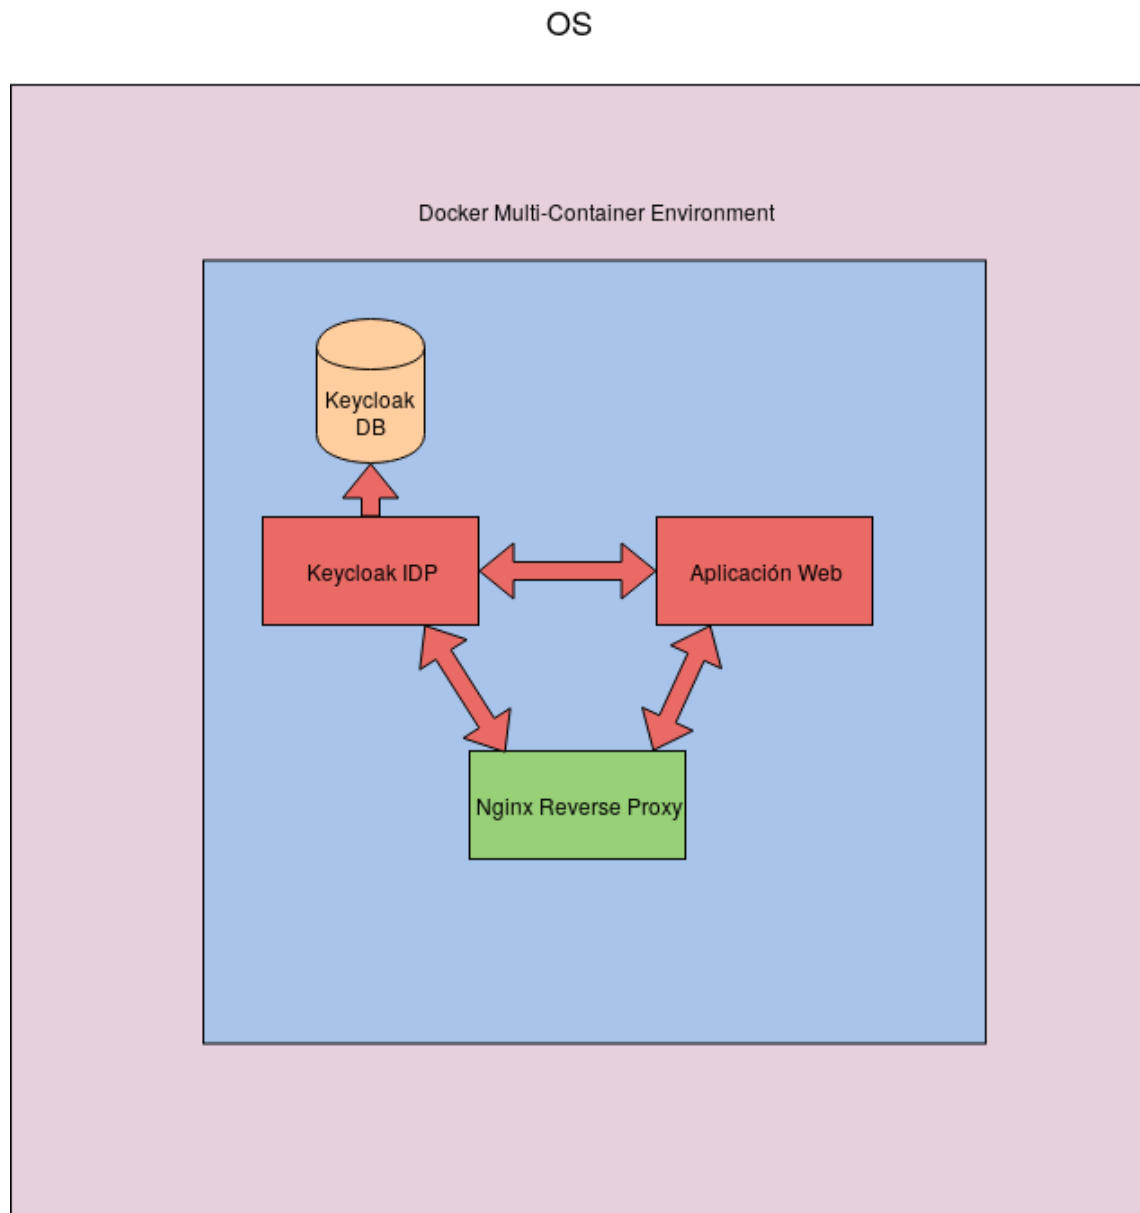 OS
Docker Multi-Container Environment
Keycloak
DB
Keycloak IDP
Aplicación Web
Nginx Reverse Proxy